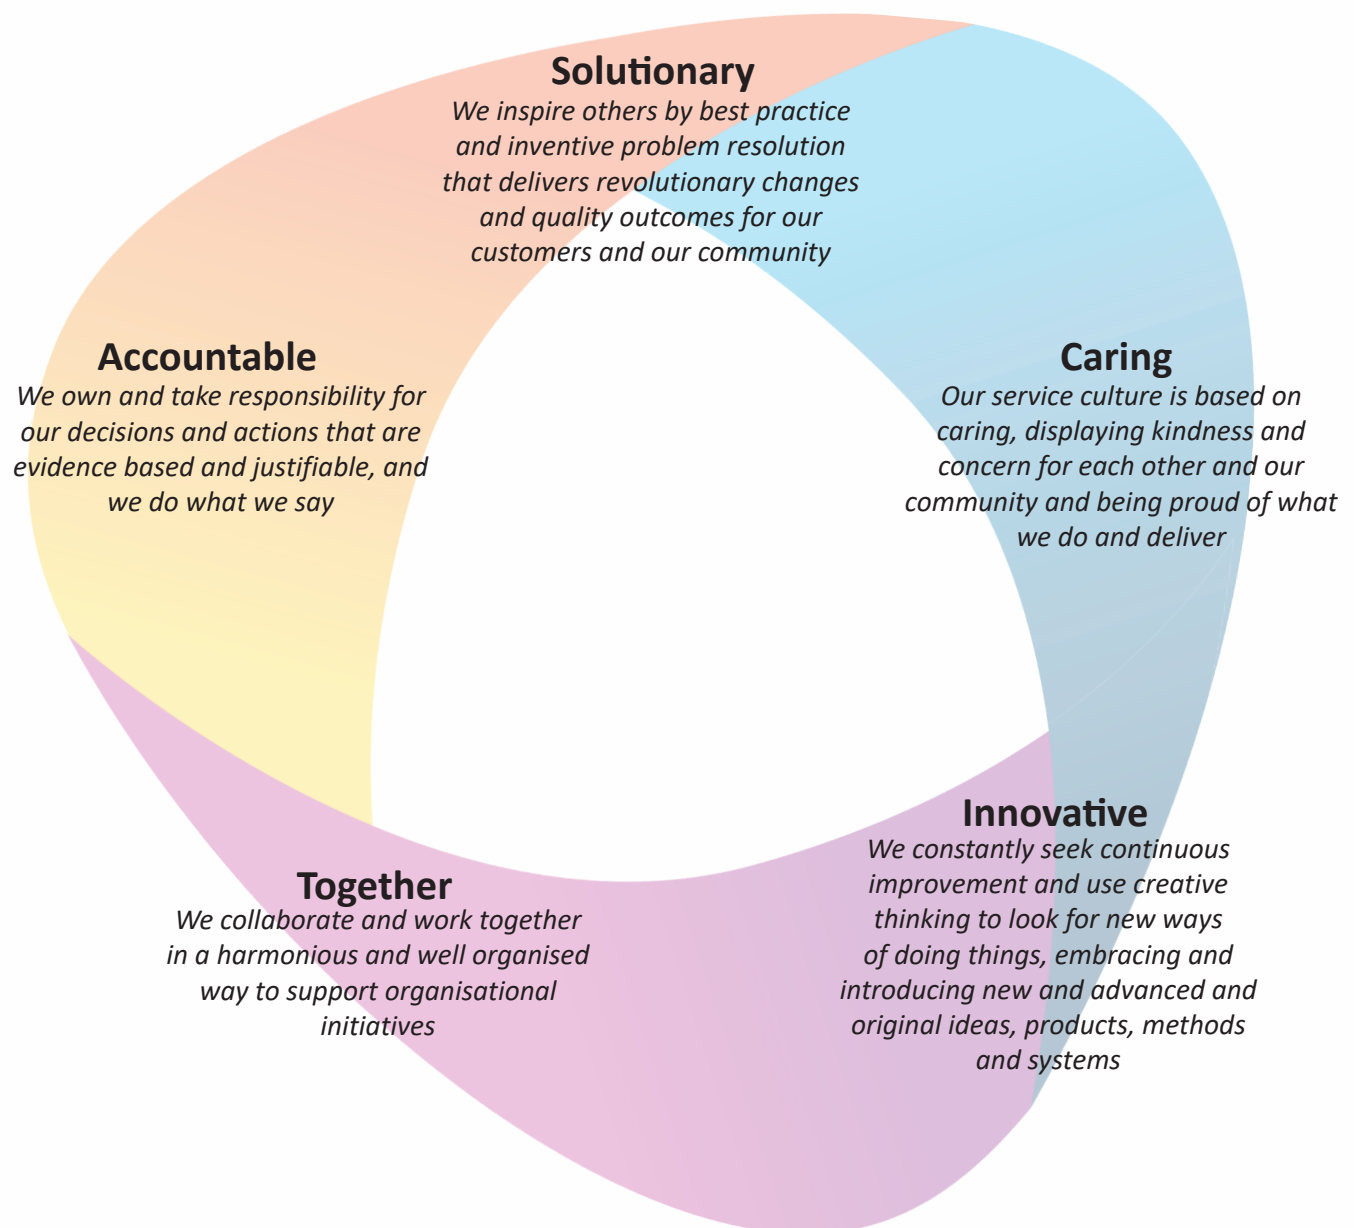 Solutionary
We inspire others by best practice
and inventive problem resolution
that delivers revolutionary changes
and quality outcomes for our
customers and our community
Accountable
We own and take responsibility for
our decisions and actions that are
evidence based and justifiable, and
we do what we say
Caring
Our service culture is based on
caring, displaying kindness and
concern for each other and our
community and being proud of what
we do and deliver
Together
We collaborate and work together
in a harmonious and well organised
way to support organisational
initiatives
Innovative
We constantly seek continuous
improvement and use creative
thinking to look for new ways
of doing things, embracing and
introducing new and advanced and
original ideas, products, methods
and systems